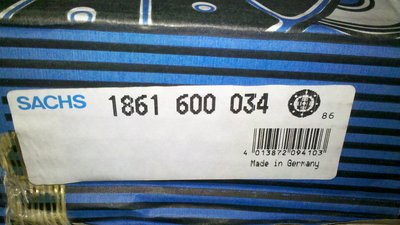 SACHS 1861 600 034
86
4 013872 094103
Made in Germany